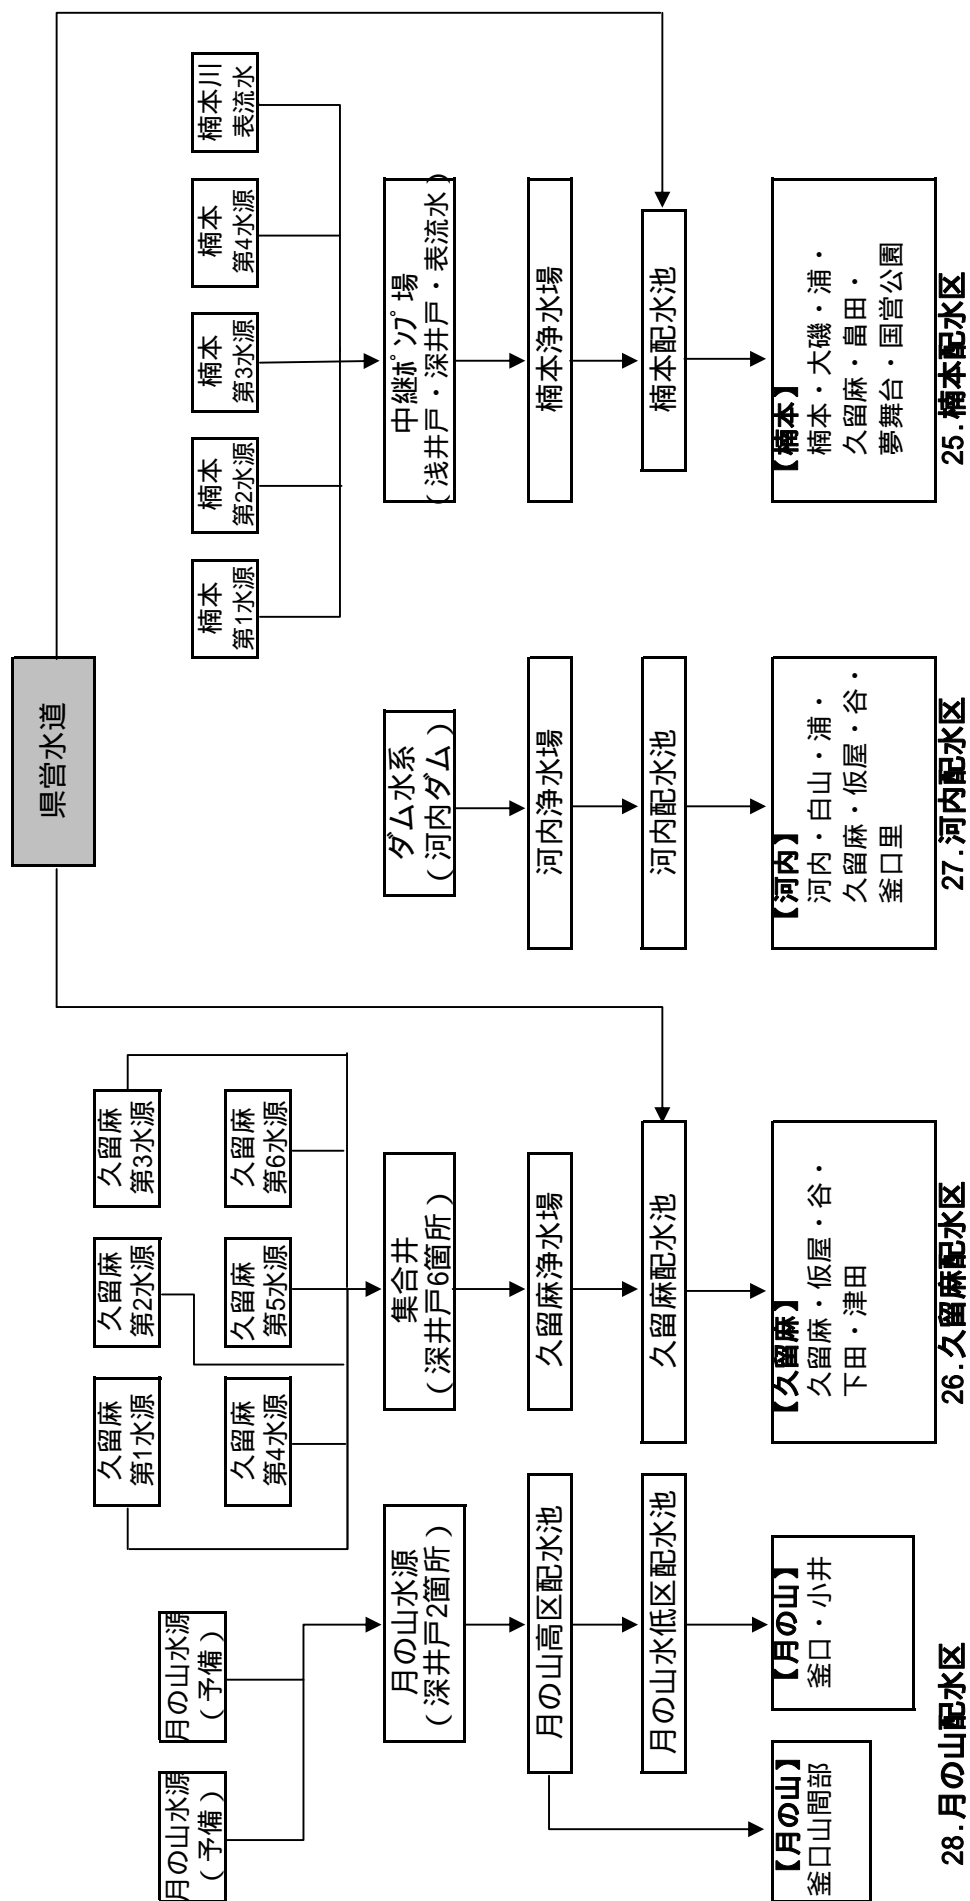 県営水道
月の山水源
（予備）
月の山水源
（予備）
月の山水源
（深井戸2箇所）
月の山高区配水池
月の山水低区配水池
【月の山】
釜口山間部
【月の山】
釜口・小井
28.月の山配水区
久留麻
第1水源
久留麻
第2水源
久留麻
第3水源
久留麻
第4水源
久留麻
第5水源
久留麻
第6水源
集合井
（深井戸6箇所）
久留麻浄水場
久留麻配水池
【久留麻】
久留麻・仮屋・谷・
下田・津田
26.久留麻配水区
ダム水系
（河内ダム）
河内浄水場
河内配水池
【河内】
河内・白山・浦・
久留麻・仮屋・谷・
釜口里
27.河内配水区
楠本
第1水源
楠本
第2水源
楠本
第3水源
楠本
第4水源
楠本川
表流水
中継ﾎﾟﾝﾌﾟ場
（浅井戸・深井戸・表流水）
楠本浄水場
楠本配水池
【楠本】
楠本・大磯・浦・
久留麻・畠田・
夢舞台・国営公園
25.楠本配水区